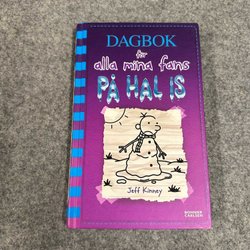 DAGBOK
för
alla mina fans
PÅ HAL IS
Jeff Kinney
BONNIER
CARLSEN